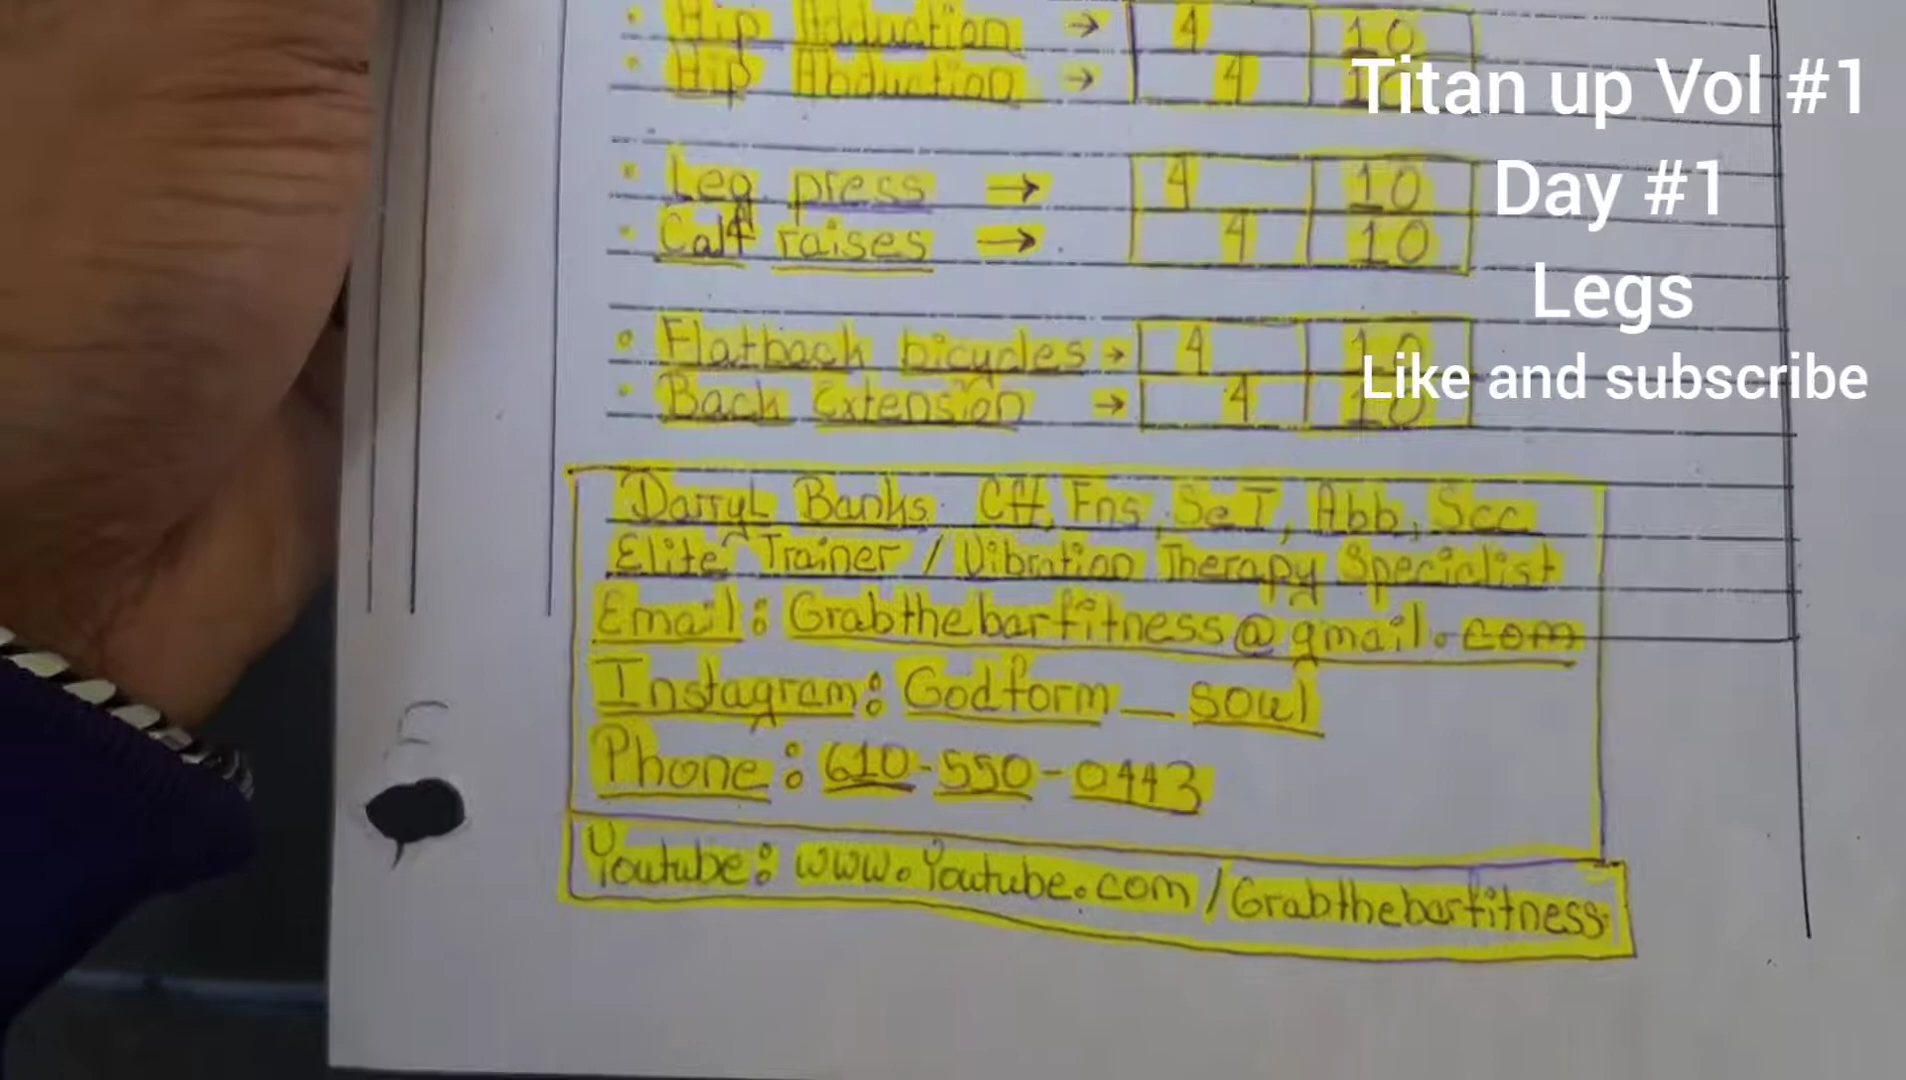 • Hip Adduction → 4 10
• Hip Abduction → 4 10
Titan up Vol #1
• Leg press → 4 10
Day #1
• Calf raises → 4 10
Legs
• Flatback bicycles → 4 10
Like and subscribe
• Back Extension → 4 10
Darryl Banks Cft, Fns, Se I, Abb, Scc
Elite Trainer / Vibration Therapy Specialist
Email: Grabthebarfitness@gmail.com
Instagram: Godform_soul
Phone: 610-550-0443
Youtube: www.Youtube.com/Grabthebarfitness